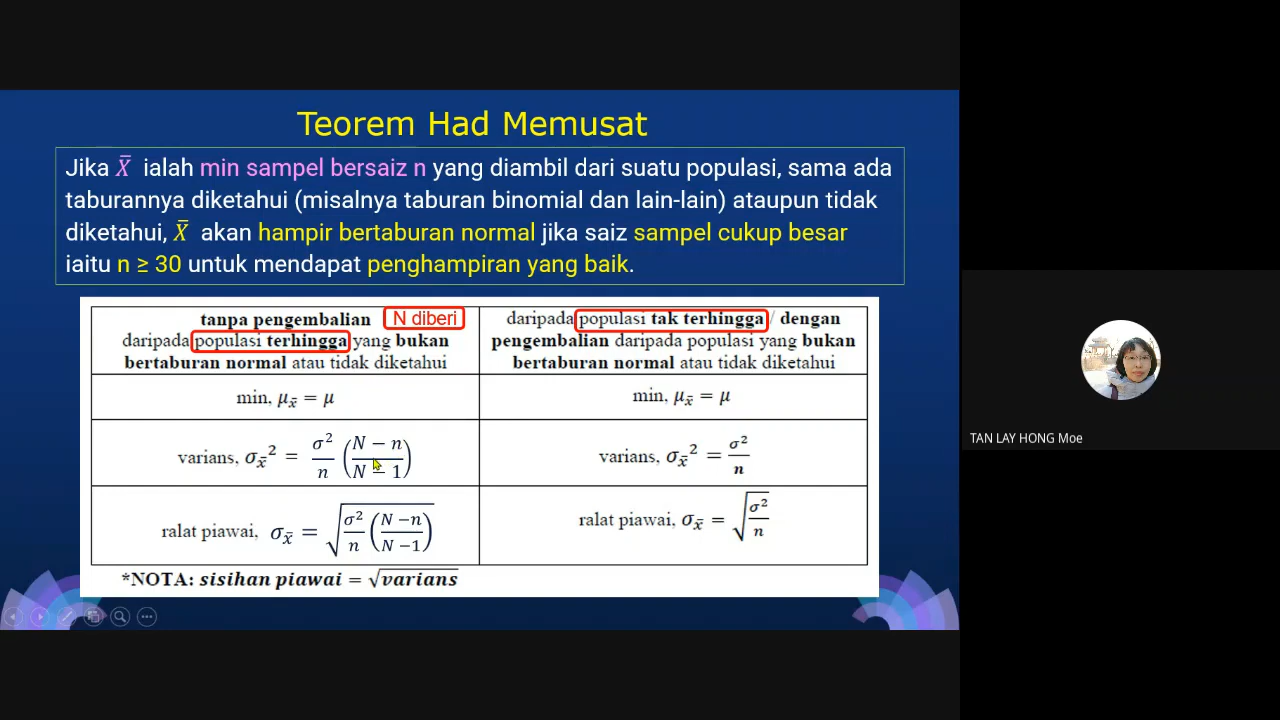 Teorem Had Memusat
Jika X̄ ialah min sampel bersaiz n yang diambil dari suatu populasi, sama ada
taburannya diketahui (misalnya taburan binomial dan lain-lain) ataupun tidak
diketahui, X̄ akan hampir bertaburan normal jika saiz sampel cukup besar
iaitu n ≥ 30 untuk mendapat penghampiran yang baik.
tanpa pengembalian N diberi
daripada populasi terhingga yang bukan
bertaburan normal atau tidak diketahui
daripada populasi tak terhingga / dengan
pengembalian daripada populasi yang bukan
bertaburan normal atau tidak diketahui
min, μx̄ = μ
min, μx̄ = μ
varians, σx̄² = σ²/n ((N − n)/(N − 1))
varians, σx̄² = σ²/n
ralat piawai, σx̄ = √(σ²/n ((N −n)/(N −1)))
ralat piawai, σx̄ = √(σ²/n)
*NOTA: sisihan piawai = √varians
TAN LAY HONG Moe